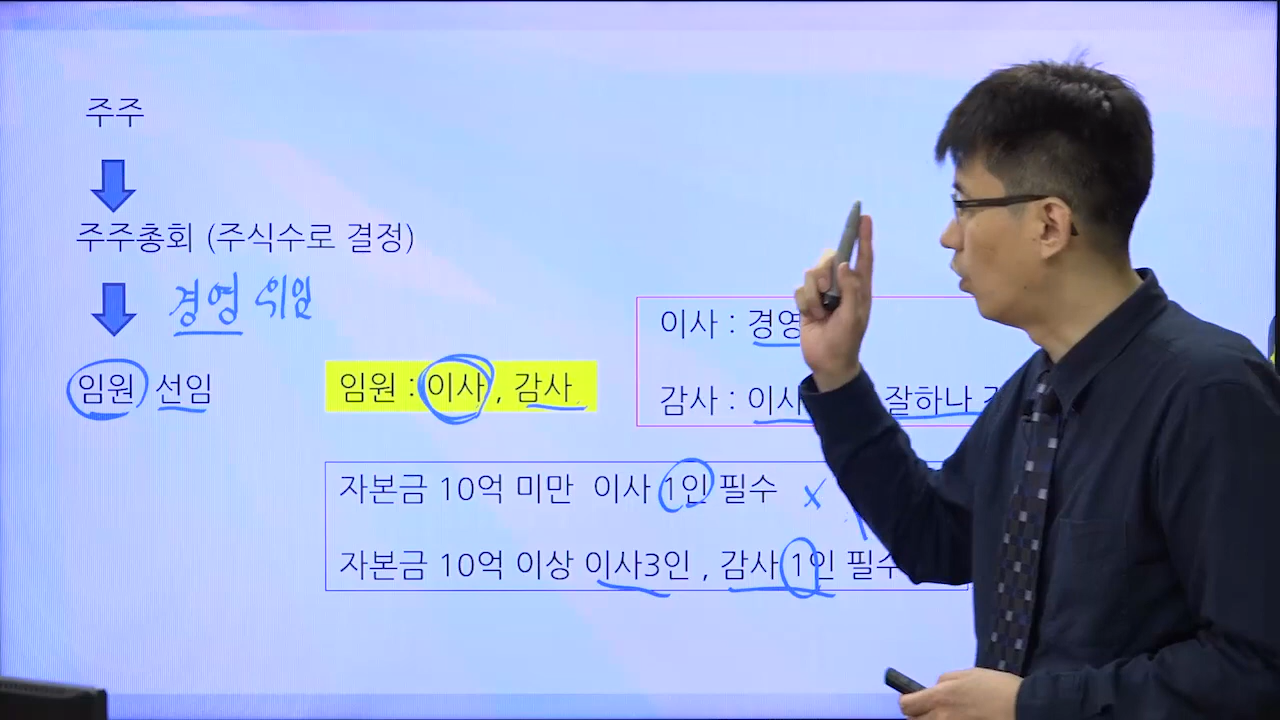 주주
주주총회 (주식수로 결정)
경영 위임
임원 선임
임원 : 이사 , 감사
이사 : 경영
감사 : 이사 잘하나
자본금 10억 미만 이사 1인 필수 x
자본금 10억 이상 이사3인 , 감사 1인 필수